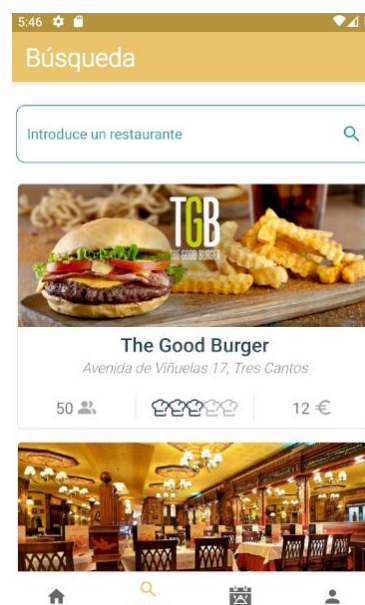 5:46
Búsqueda
Introduce un restaurante
TGB
THE GOOD BURGER
The Good Burger
Avenida de Viñuelas 17, Tres Cantos
50
12 €